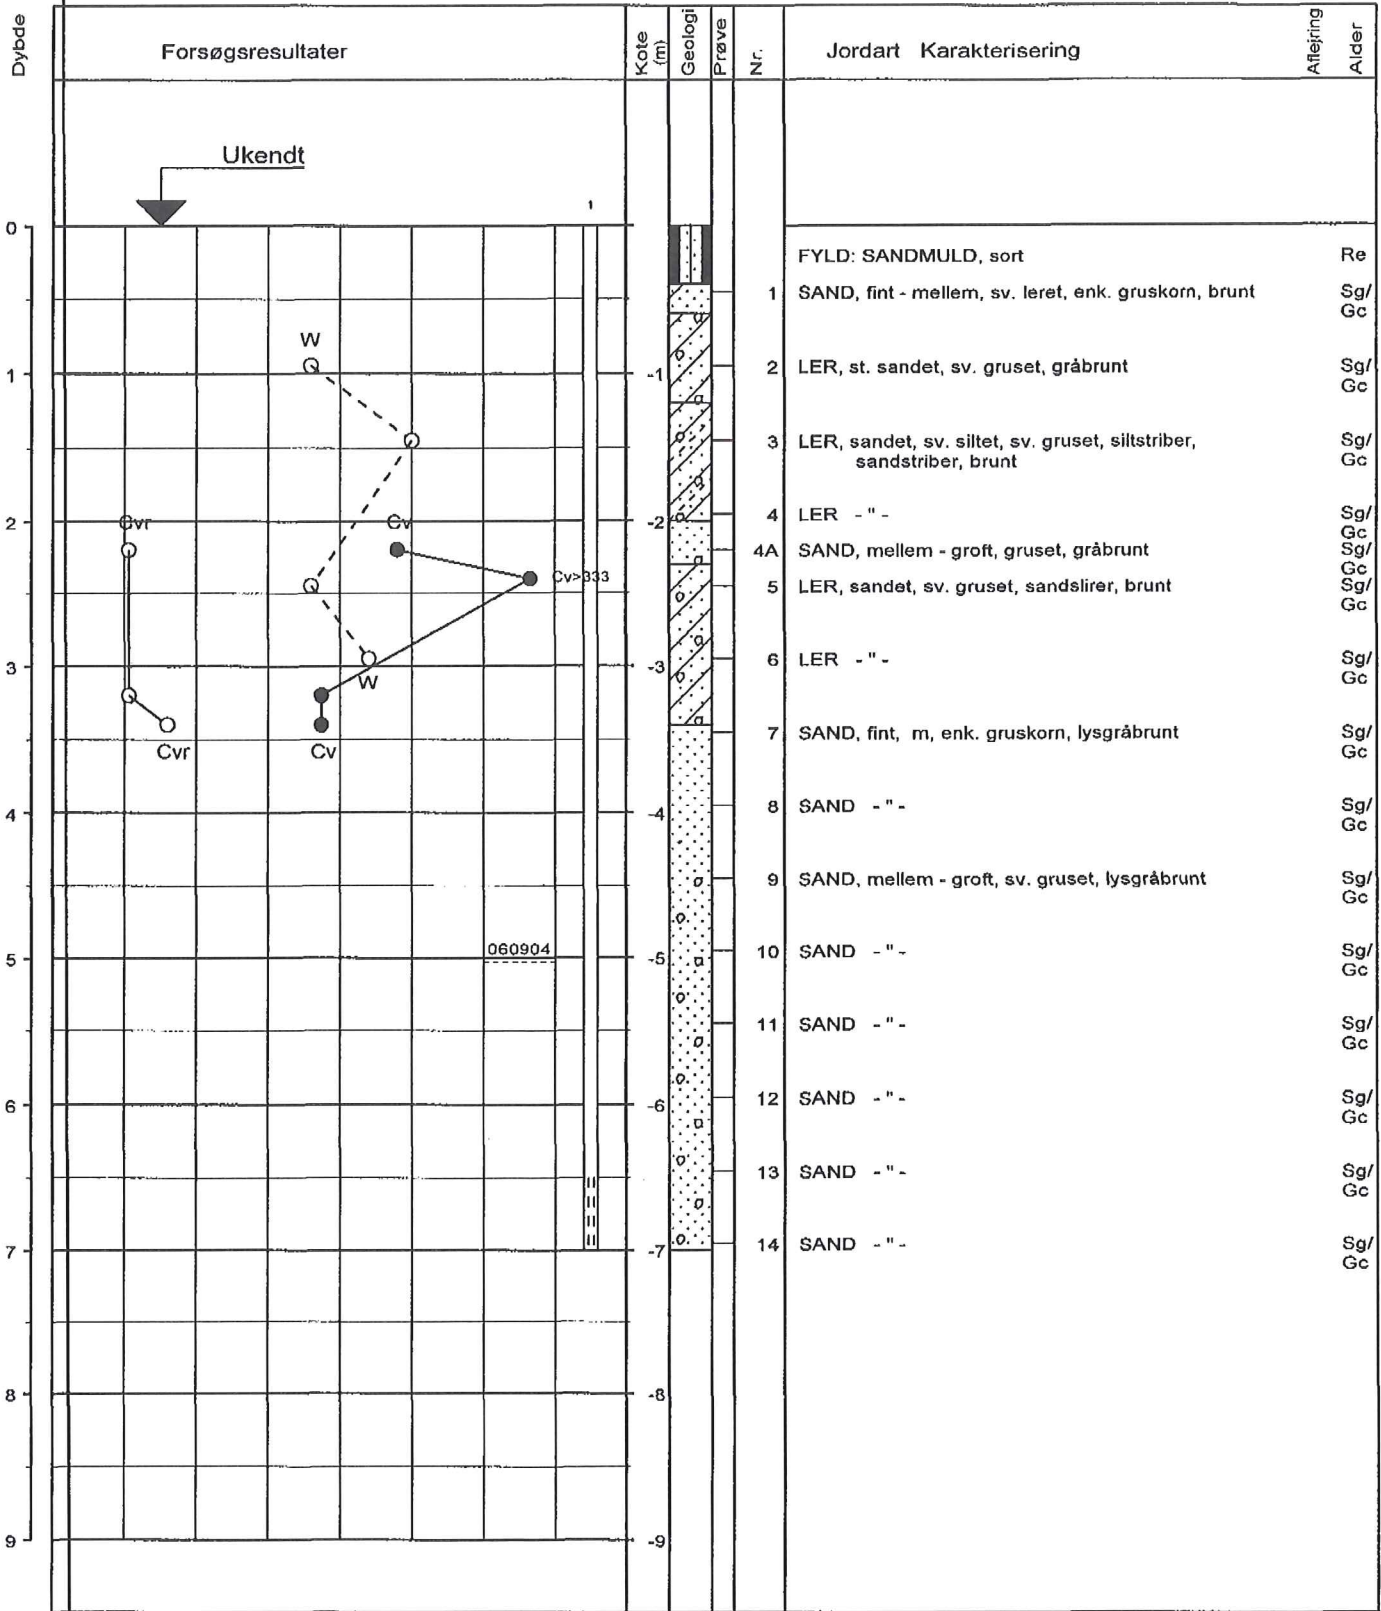 Dybde
Forsøgsresultater
Kote
(m)
Geologi
Prøve
Nr.
Jordart Karakterisering
Aflejring
Alder
Ukendt
1
0
FYLD: SANDMULD, sort Re
1 SAND, fint - mellem, sv. leret, enk. gruskorn, brunt Sg/
Gc
W
1 -1 2 LER, st. sandet, sv. gruset, gråbrunt Sg/
Gc
3 LER, sandet, sv. siltet, sv. gruset, siltstriber, Sg/
sandstriber, brunt Gc
2 Cvr Cv -2 4 LER - " - Sg/
Gc
4A SAND, mellem - groft, gruset, gråbrunt Sg/
Gc
Cv>333
5 LER, sandet, sv. gruset, sandslirer, brunt Sg/
Gc
3 -3 6 LER - " - Sg/
Gc
W
7 SAND, fint, m, enk. gruskorn, lysgråbrunt Sg/
Gc
Cvr Cv
4 -4 8 SAND - " - Sg/
Gc
9 SAND, mellem - groft, sv. gruset, lysgråbrunt Sg/
Gc
060904
5 -5 10 SAND - " - Sg/
Gc
11 SAND - " - Sg/
Gc
6 -6 12 SAND - " - Sg/
Gc
13 SAND - " - Sg/
Gc
7 -7 14 SAND - " - Sg/
Gc
8 -8
9 -9